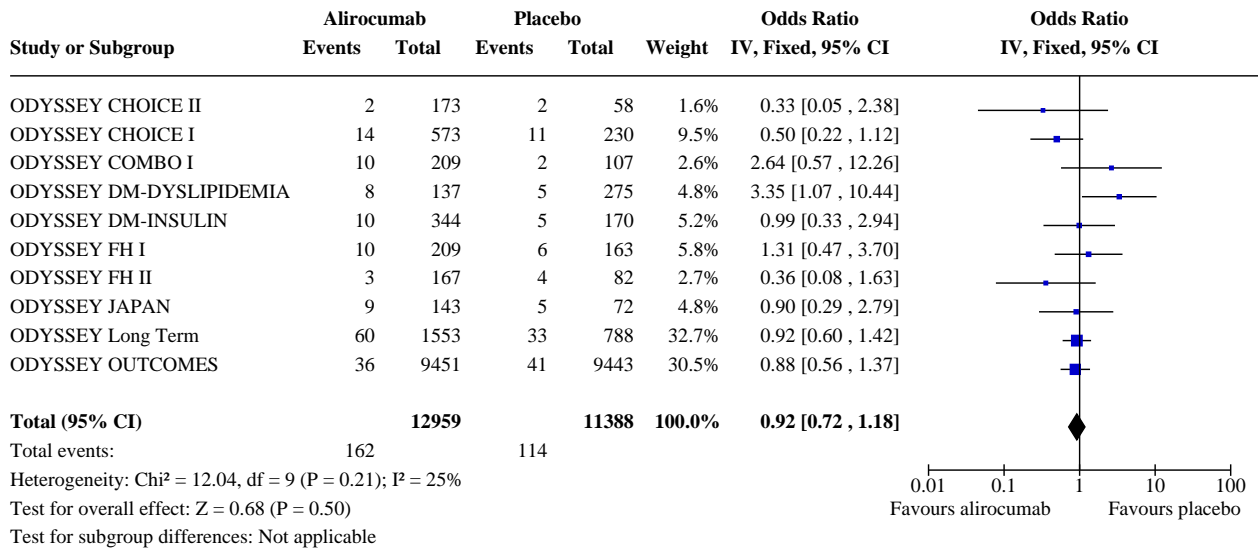 Alirocumab Placebo Odds Ratio Odds Ratio
Study or Subgroup Events Total Events Total Weight IV, Fixed, 95% CI IV, Fixed, 95% CI
ODYSSEY CHOICE II 2 173 2 58 1.6% 0.33 [0.05 , 2.38]
ODYSSEY CHOICE I 14 573 11 230 9.5% 0.50 [0.22 , 1.12]
ODYSSEY COMBO I 10 209 2 107 2.6% 2.64 [0.57 , 12.26]
ODYSSEY DM-DYSLIPIDEMIA 8 137 5 275 4.8% 3.35 [1.07 , 10.44]
ODYSSEY DM-INSULIN 10 344 5 170 5.2% 0.99 [0.33 , 2.94]
ODYSSEY FH I 10 209 6 163 5.8% 1.31 [0.47 , 3.70]
ODYSSEY FH II 3 167 4 82 2.7% 0.36 [0.08 , 1.63]
ODYSSEY JAPAN 9 143 5 72 4.8% 0.90 [0.29 , 2.79]
ODYSSEY Long Term 60 1553 33 788 32.7% 0.92 [0.60 , 1.42]
ODYSSEY OUTCOMES 36 9451 41 9443 30.5% 0.88 [0.56 , 1.37]
Total (95% CI) 12959 11388 100.0% 0.92 [0.72 , 1.18]
Total events: 162 114
Heterogeneity: Chi² = 12.04, df = 9 (P = 0.21); I² = 25%
Test for overall effect: Z = 0.68 (P = 0.50)
Test for subgroup differences: Not applicable
0.01 0.1 1 10 100
Favours alirocumab Favours placebo